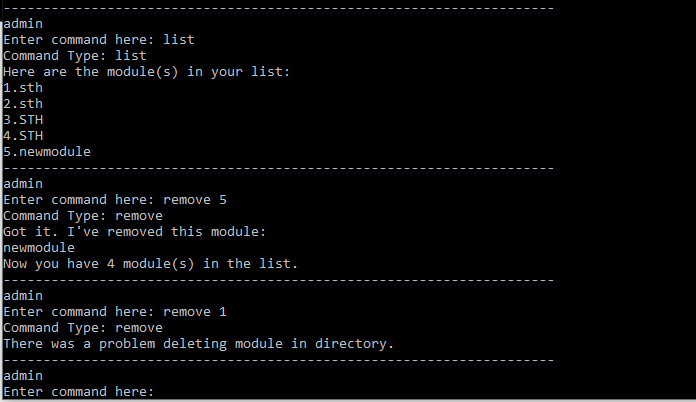 ---------------------------------------------------------------------
admin
Enter command here: list
Command Type: list
Here are the module(s) in your list:
1.sth
2.sth
3.STH
4.STH
5.newmodule
---------------------------------------------------------------------
admin
Enter command here: remove 5
Command Type: remove
Got it. I've removed this module:
newmodule
Now you have 4 module(s) in the list.
---------------------------------------------------------------------
admin
Enter command here: remove 1
Command Type: remove
There was a problem deleting module in directory.
---------------------------------------------------------------------
admin
Enter command here: